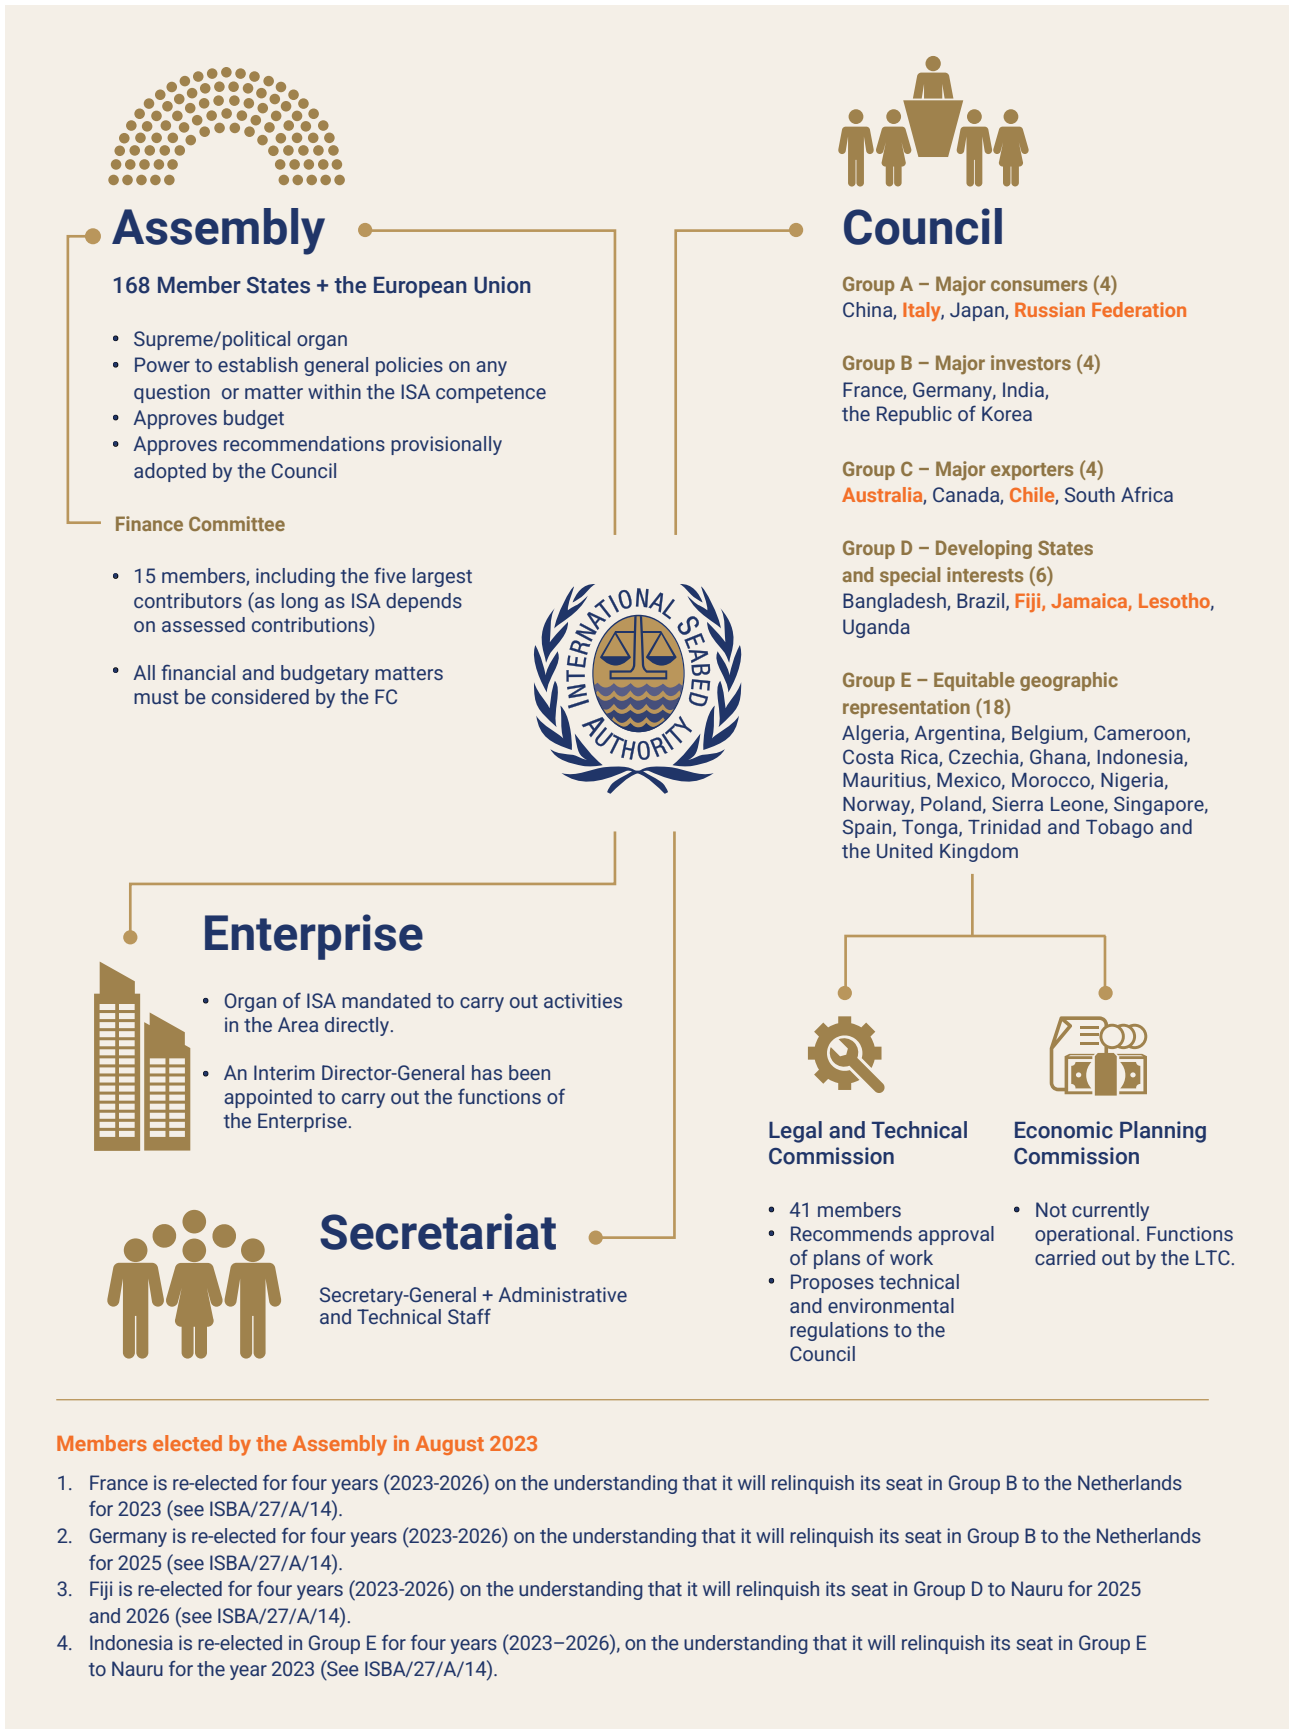 Assembly
168 Member States + the European Union
• Supreme/political organ
• Power to establish general policies on any
question or matter within the ISA competence
• Approves budget
• Approves recommendations provisionally
adopted by the Council
Finance Committee
• 15 members, including the five largest
contributors (as long as ISA depends
on assessed contributions)
• All financial and budgetary matters
must be considered by the FC
Council
Group A – Major consumers (4)
China, Italy, Japan, Russian Federation
Group B – Major investors (4)
France, Germany, India,
the Republic of Korea
Group C – Major exporters (4)
Australia, Canada, Chile, South Africa
Group D – Developing States
and special interests (6)
Bangladesh, Brazil, Fiji, Jamaica, Lesotho,
Uganda
Group E – Equitable geographic
representation (18)
Algeria, Argentina, Belgium, Cameroon,
Costa Rica, Czechia, Ghana, Indonesia,
Mauritius, Mexico, Morocco, Nigeria,
Norway, Poland, Sierra Leone, Singapore,
Spain, Tonga, Trinidad and Tobago and
the United Kingdom
INTERNATIONAL SEABED
AUTHORITY
Enterprise
• Organ of ISA mandated to carry out activities
in the Area directly.
• An Interim Director-General has been
appointed to carry out the functions of
the Enterprise.
Secretariat
Secretary-General + Administrative
and Technical Staff
Legal and Technical
Commission
• 41 members
• Recommends approval
of plans of work
• Proposes technical
and environmental
regulations to the
Council
Economic Planning
Commission
• Not currently
operational. Functions
carried out by the LTC.
Members elected by the Assembly in August 2023
1. France is re-elected for four years (2023-2026) on the understanding that it will relinquish its seat in Group B to the Netherlands
for 2023 (see ISBA/27/A/14).
2. Germany is re-elected for four years (2023-2026) on the understanding that it will relinquish its seat in Group B to the Netherlands
for 2025 (see ISBA/27/A/14).
3. Fiji is re-elected for four years (2023-2026) on the understanding that it will relinquish its seat in Group D to Nauru for 2025
and 2026 (see ISBA/27/A/14).
4. Indonesia is re-elected in Group E for four years (2023–2026), on the understanding that it will relinquish its seat in Group E
to Nauru for the year 2023 (See ISBA/27/A/14).